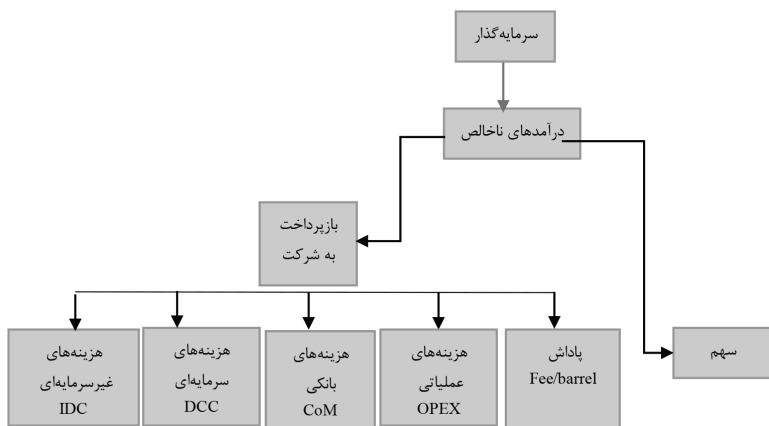 سرمایه‌گذار
درآمدهای ناخالص
بازپرداخت
به شرکت
پاداش
Fee/barrel
هزینه‌های
عملیاتی
OPEX
هزینه‌های
بانکی
CoM
هزینه‌های
سرمایه‌ای
DCC
هزینه‌های
غیرسرمایه‌ای
IDC
سهم